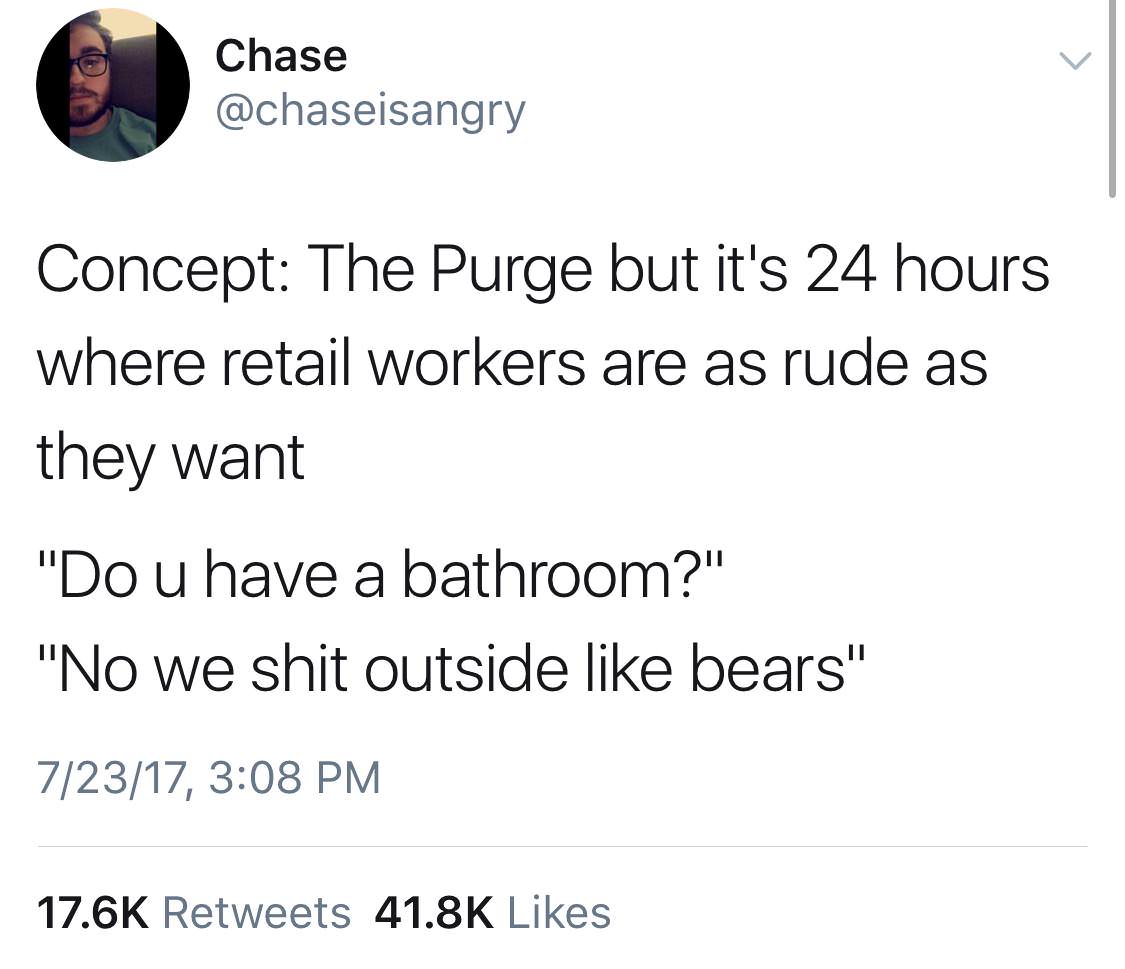 Chase
@chaseisangry
Concept: The Purge but it's 24 hours
where retail workers are as rude as
they want
"Do u have a bathroom?"
"No we shit outside like bears"
7/23/17, 3:08 PM
17.6K Retweets 41.8K Likes